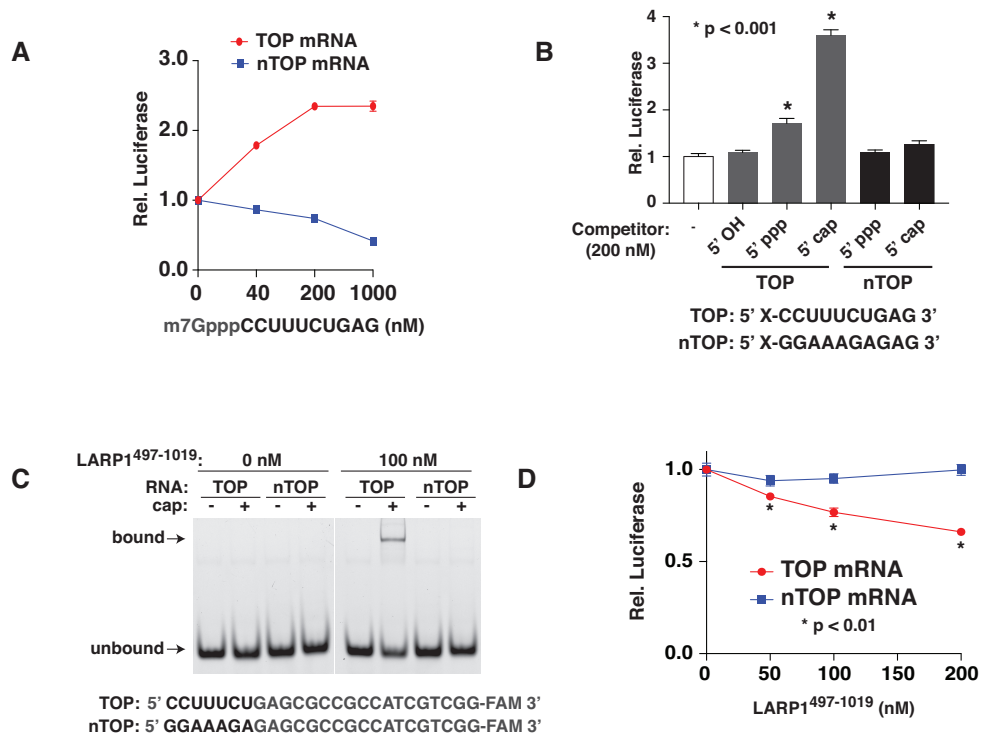 A
TOP mRNA
nTOP mRNA
Rel. Luciferase
3.0
2.0
1.0
0.0
0 40 200 1000
m7GpppCCUUUCUGAG (nM)
B
* p < 0.001
Rel. Luciferase
4
3
2
1
0
* *
Competitor:
(200 nM)
- 5’ OH 5’ ppp 5’ cap 5’ ppp 5’ cap
TOP nTOP
TOP: 5’ X-CCUUUCUGAG 3’
nTOP: 5’ X-GGAAAGAGAG 3’
C
LARP1497-1019: 0 nM 100 nM
RNA: TOP nTOP TOP nTOP
cap: - + - + - + - +
bound
unbound
TOP: 5’ CCUUUCUGAGCGCCGCCATCGTCGG-FAM 3’
nTOP: 5’ GGAAAGAGAGCGCCGCCATCGTCGG-FAM 3’
D
Rel. Luciferase
1.0
0.5
0.0
* * *
TOP mRNA
nTOP mRNA
* p < 0.01
0 50 100 150 200
LARP1497-1019 (nM)